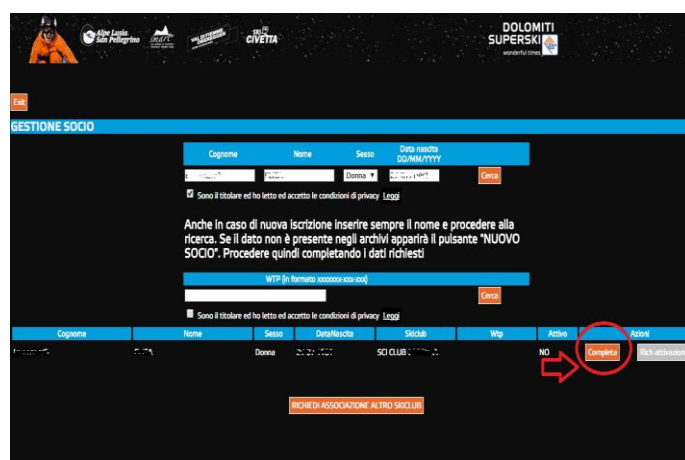 Alpe Lusia
San Pellegrino
SKI
CIVETTA
DOLOMITI
SUPERSKI
wonderful times
Exit
GESTIONE SOCIO
Cognome Nome Sesso Data nascita
DD/MM/YYYY
Donna Cerca
Sono il titolare ed ho letto ed accetto le condizioni di privacy Leggi
Anche in caso di nuova iscrizione inserire sempre il nome e procedere alla
ricerca. Se il dato non è presente negli archivi apparirà il pulsante "NUOVO
SOCIO". Procedere quindi completando i dati richiesti
WTP (in formato xxxxxxxx-xxx-xxx)
Cerca
Sono il titolare ed ho letto ed accetto le condizioni di privacy Leggi
Cognome Nome Sesso DataNascita Skiclub Wtp Attivo Azioni
Donna SCI CLUB NO Completa Rich attivazion
RICHIEDI ASSOCIAZIONE ALTRO SKICLUB